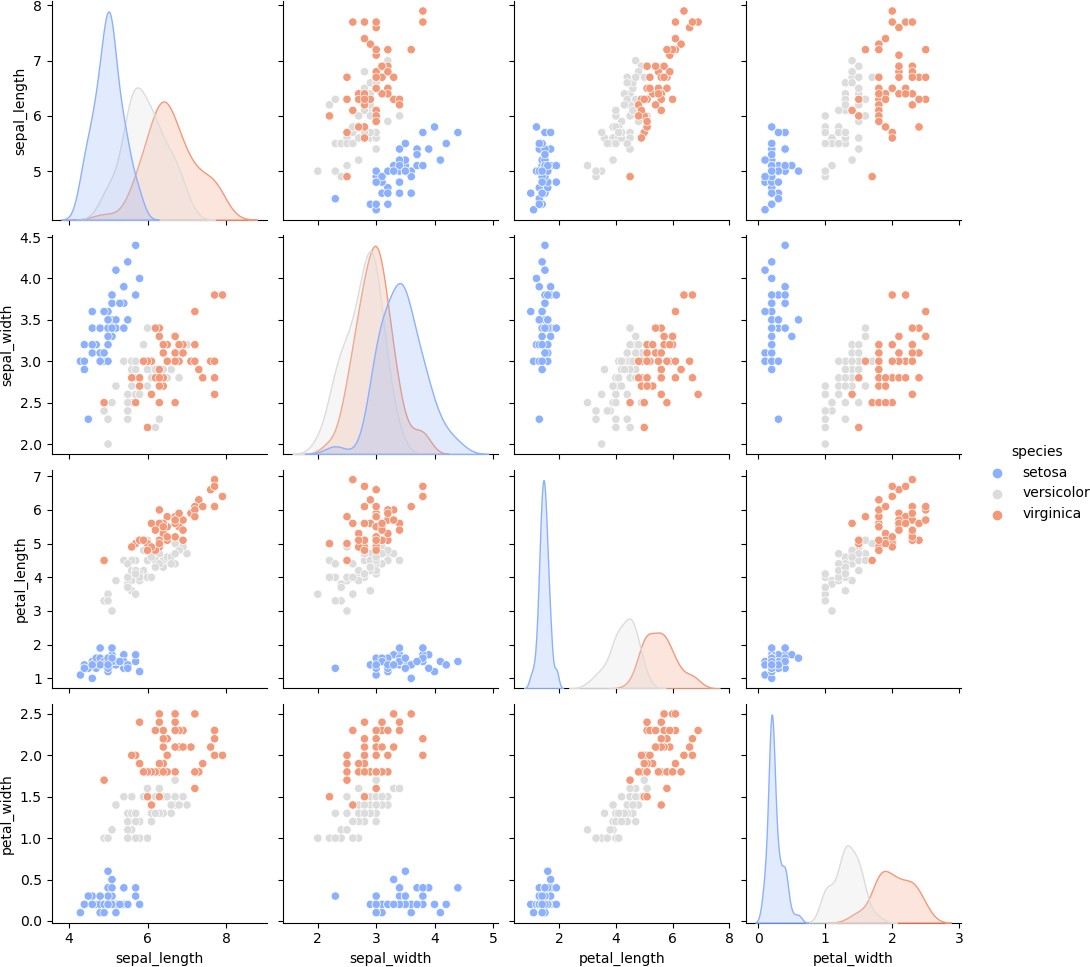 8
7
6
5
sepal_length
4.5
4.0
3.5
3.0
2.5
2.0
sepal_width
species
setosa
versicolor
virginica
7
6
5
4
3
2
1
petal_length
2.5
2.0
1.5
1.0
0.5
0.0
petal_width
4 6 8 2 3 4 5 2 4 6 8 0 1 2 3
sepal_length sepal_width petal_length petal_width